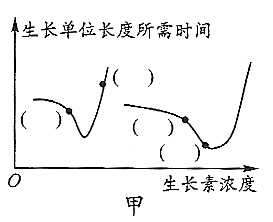 生长单位长度所需时间
( )
( ) ( )
( )
O
生长素浓度
甲